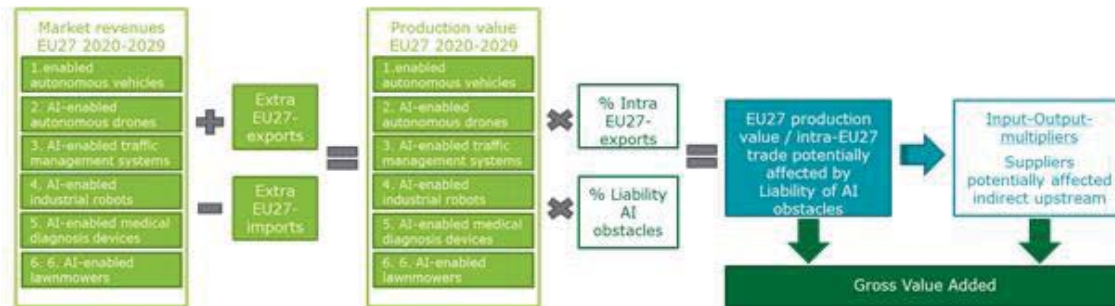 Market revenues
EU27 2020-2029
1.enabled
autonomous vehicles
2. AI-enabled
autonomous drones
3. AI-enabled traffic
management systems
4. AI-enabled
industrial robots
5. AI-enabled medical
diagnosis devices
6: 6. AI-enabled
lawnmowers
Extra
EU27-
exports
Extra
EU27-
imports
Production value
EU27 2020-2029
1.enabled
autonomous vehicles
2. AI-enabled
autonomous drones
3. AI-enabled traffic
management systems
4. AI-enabled
industrial robots
5. AI-enabled medical
diagnosis devices
6. 6. AI-enabled
lawnmowers
% Intra
EU27-
exports
% Liability
AI
obstacles
EU27 production
value / intra-EU27
trade potentially
affected by
Liability of AI
obstacles
Input-Output-
multipliers
Suppliers
potentially affected
indirect upstream
Gross Value Added